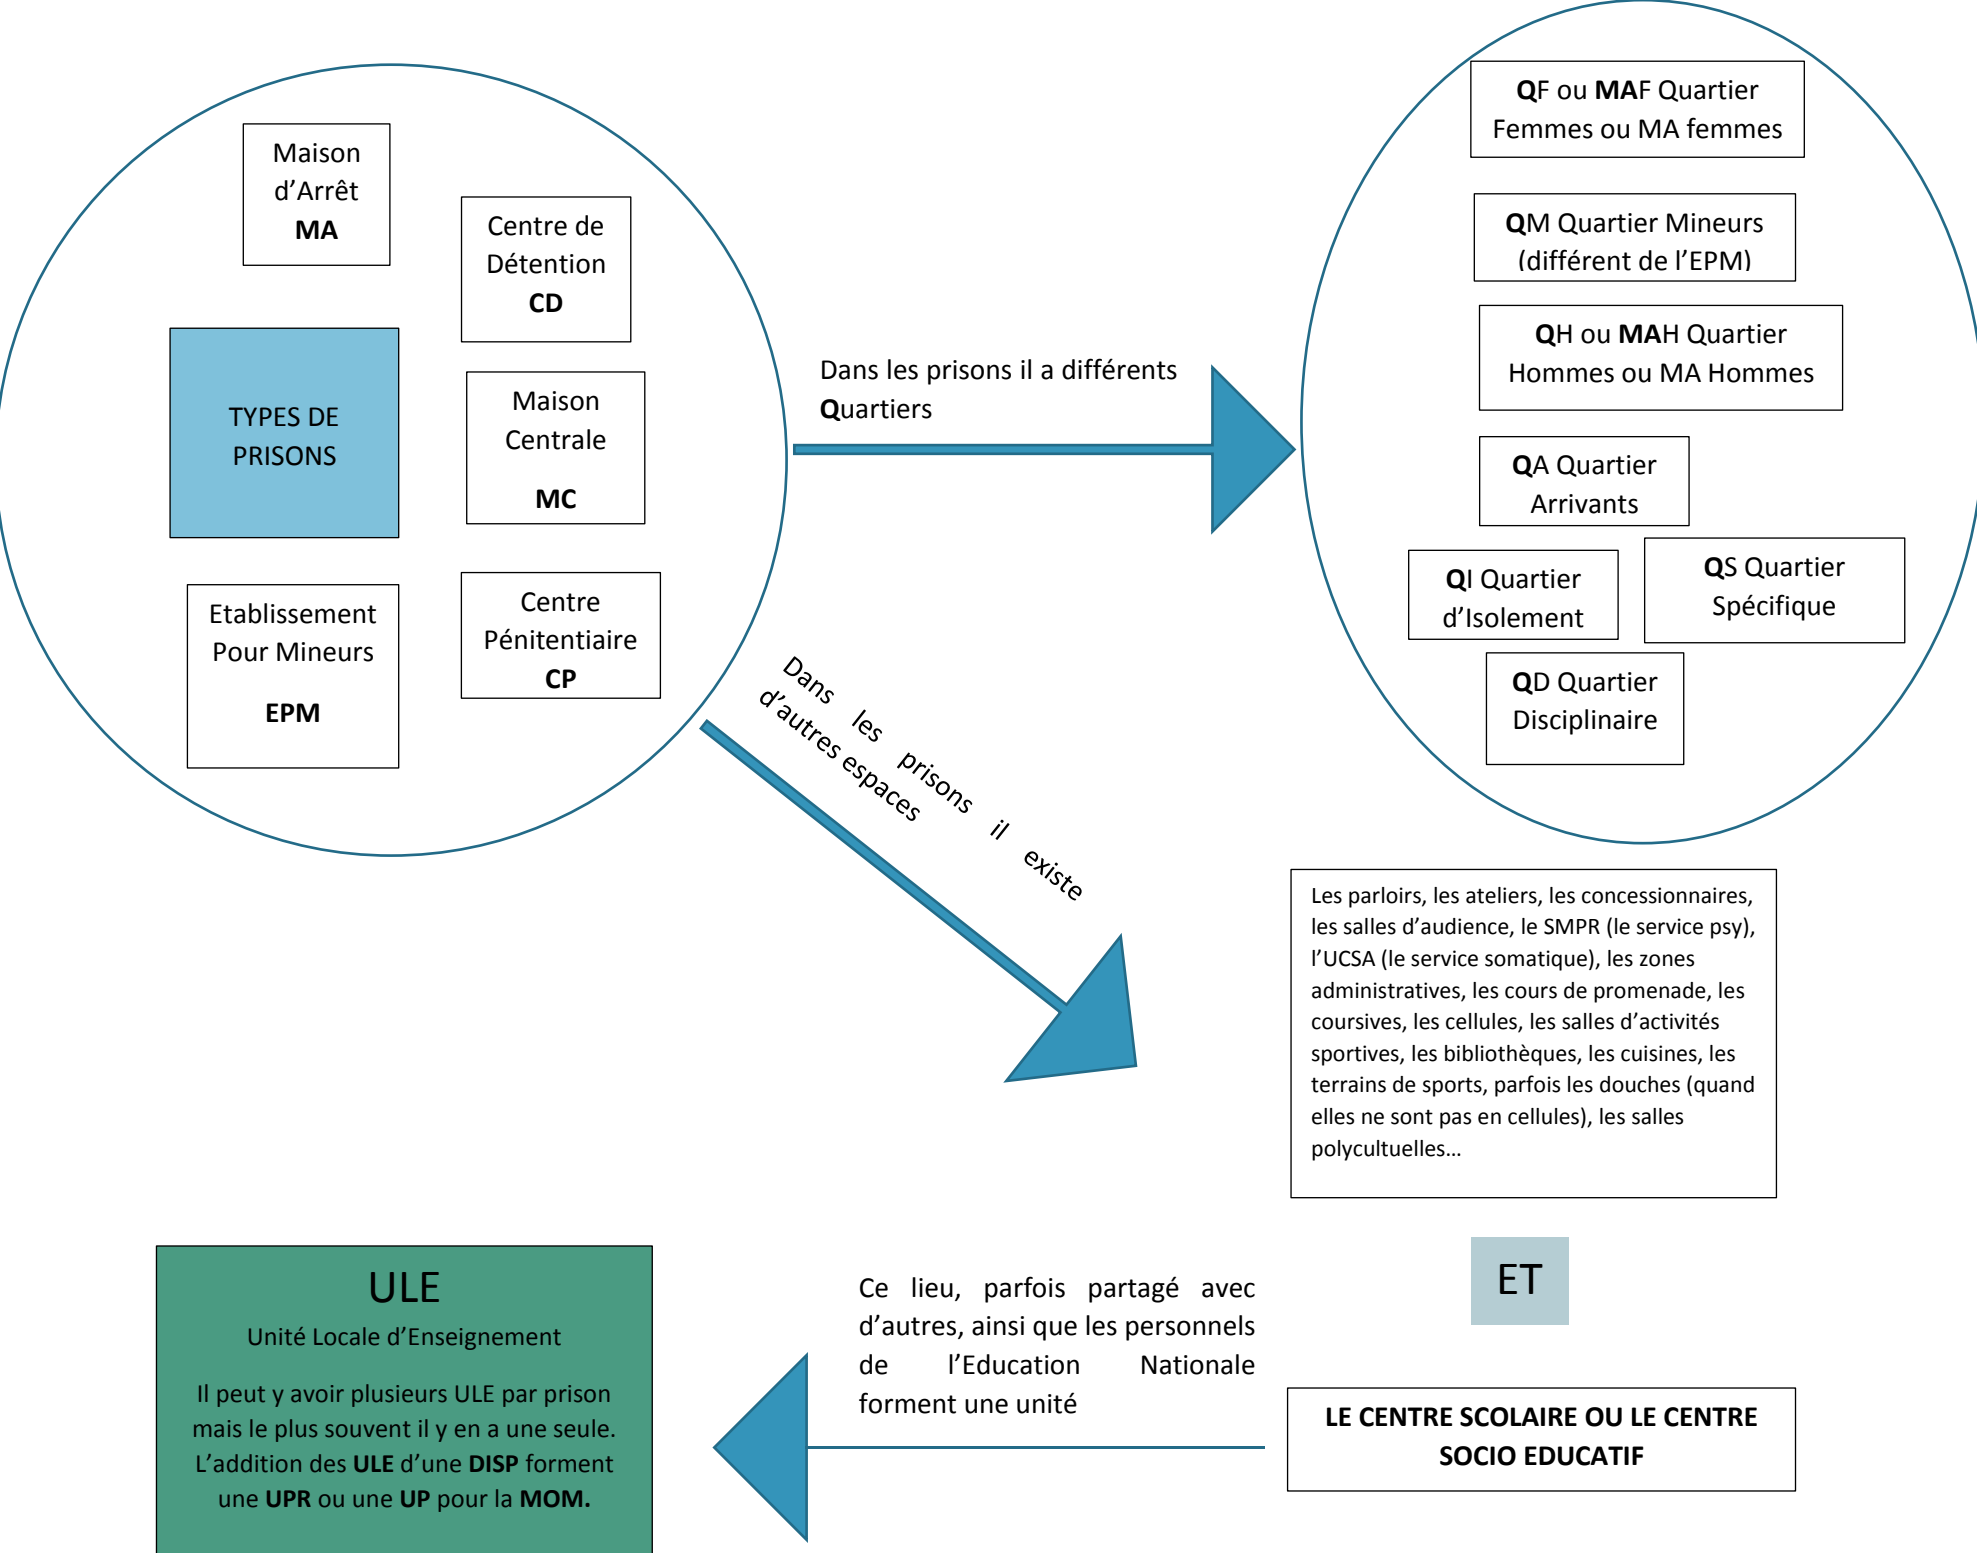 Maison
d’Arrêt
MA
Centre de
Détention
CD
TYPES DE
PRISONS
Maison
Centrale
MC
Etablissement
Pour Mineurs
EPM
Centre
Pénitentiaire
CP
Dans les prisons il a différents
Quartiers
QF ou MAF Quartier
Femmes ou MA femmes
QM Quartier Mineurs
(différent de l’EPM)
QH ou MAH Quartier
Hommes ou MA Hommes
QA Quartier
Arrivants
QI Quartier
d’Isolement
QS Quartier
Spécifique
QD Quartier
Disciplinaire
Dans les prisons il existe
d’autres espaces
Les parloirs, les ateliers, les concessionnaires,
les salles d’audience, le SMPR (le service psy),
l’UCSA (le service somatique), les zones
administratives, les cours de promenade, les
coursives, les cellules, les salles d’activités
sportives, les bibliothèques, les cuisines, les
terrains de sports, parfois les douches (quand
elles ne sont pas en cellules), les salles
polycultuelles…
ET
LE CENTRE SCOLAIRE OU LE CENTRE
SOCIO EDUCATIF
Ce lieu, parfois partagé avec
d’autres, ainsi que les personnels
de l’Education Nationale
forment une unité
ULE
Unité Locale d’Enseignement
Il peut y avoir plusieurs ULE par prison
mais le plus souvent il y en a une seule.
L’addition des ULE d’une DISP forment
une UPR ou une UP pour la MOM.